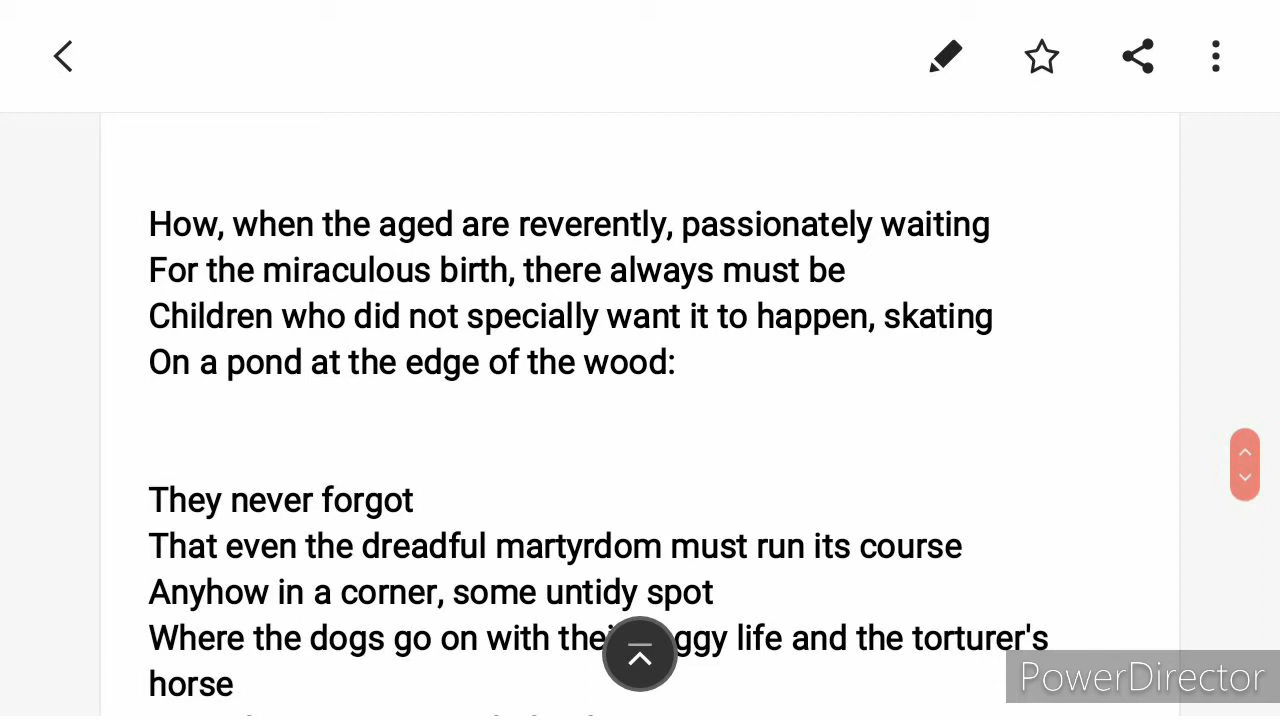 How, when the aged are reverently, passionately waiting
For the miraculous birth, there always must be
Children who did not specially want it to happen, skating
On a pond at the edge of the wood:
They never forgot
That even the dreadful martyrdom must run its course
Anyhow in a corner, some untidy spot
Where the dogs go on with life and the torturer's
horse
PowerDirector